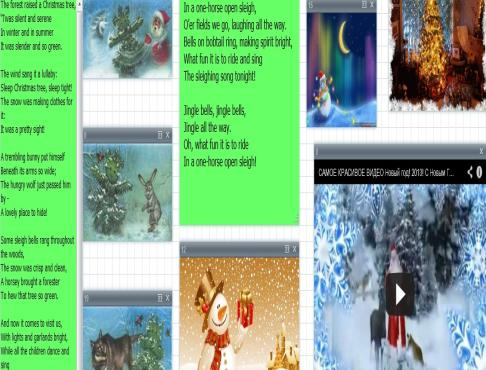 The forest raised a Christmas tree,
'Twas silent and serene
In winter and in summer
It was slender and so green.
The wind sang it a lullaby:
Sleep Christmas tree, sleep tight!
The snow was making clothes for
it:
It was a pretty sight!
A trembling bunny put himself
Beneath its arms so wide;
The hungry wolf just passed him
by -
A lovely place to hide!
Some sleigh bells rang throughout
the woods,
The snow was crisp and clean,
A horsey brought a forester
To hew that tree so green.
And now it comes to visit us,
With lights and garlands bright,
While all the children dance and
sing
In a one-horse open sleigh,
O'er fields we go, laughing all the way.
Bells on bobtail ring, making spirit bright,
What fun it is to ride and sing
The sleighing song tonight!
Jingle bells, jingle bells,
Jingle all the way.
Oh, what fun it is to ride
In a one-horse open sleigh!
12
15
САМОЕ КРАСИВОЕ ВИДЕО Новый год! 2013! С Новым Г...